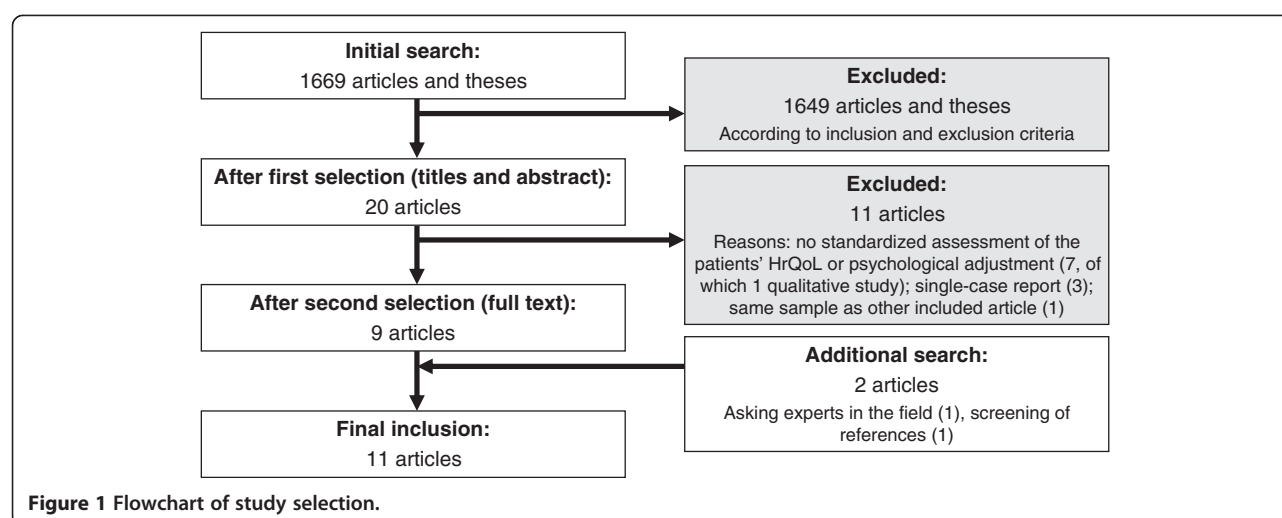 Initial search:
1669 articles and theses
Excluded:
1649 articles and theses
According to inclusion and exclusion criteria
After first selection (titles and abstract):
20 articles
Excluded:
11 articles
Reasons: no standardized assessment of the
patients' HrQoL or psychological adjustment (7, of
which 1 qualitative study); single-case report (3);
same sample as other included article (1)
After second selection (full text):
9 articles
Additional search:
2 articles
Asking experts in the field (1), screening of
references (1)
Final inclusion:
11 articles
Figure 1 Flowchart of study selection.